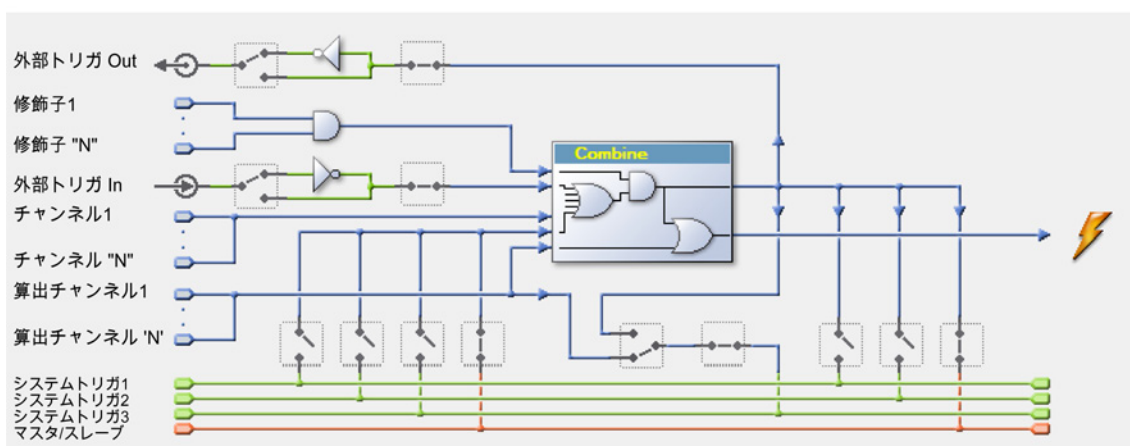 外部トリガ Out
修飾子1
修飾子 "N"
外部トリガ In
チャンネル1
チャンネル "N"
算出チャンネル1
算出チャンネル 'N'
システムトリガ1
システムトリガ2
システムトリガ3
マスタ/スレーブ
Combine